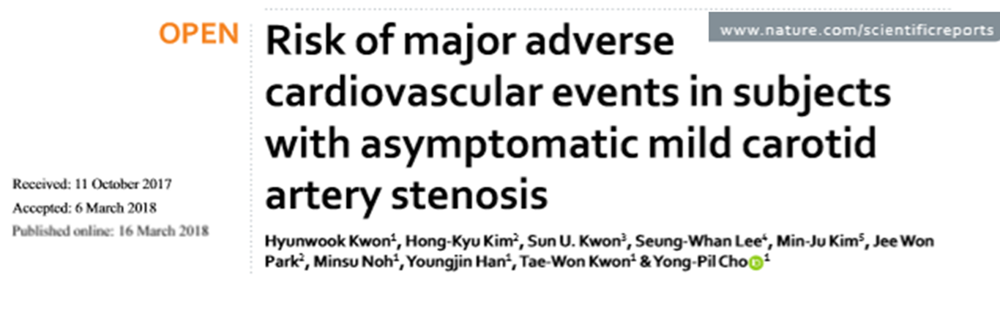 OPEN
www.nature.com/scientificreports
Risk of major adverse
cardiovascular events in subjects
with asymptomatic mild carotid
artery stenosis
Received: 11 October 2017
Accepted: 6 March 2018
Published online: 16 March 2018
Hyunwook Kwon¹, Hong-Kyu Kim², Sun U. Kwon³, Seung-Whan Lee⁴, Min-Ju Kim⁵, Jee Won
Park², Minsu Noh¹, Youngjin Han¹, Tae-Won Kwon¹ & Yong-Pil Cho iD ¹